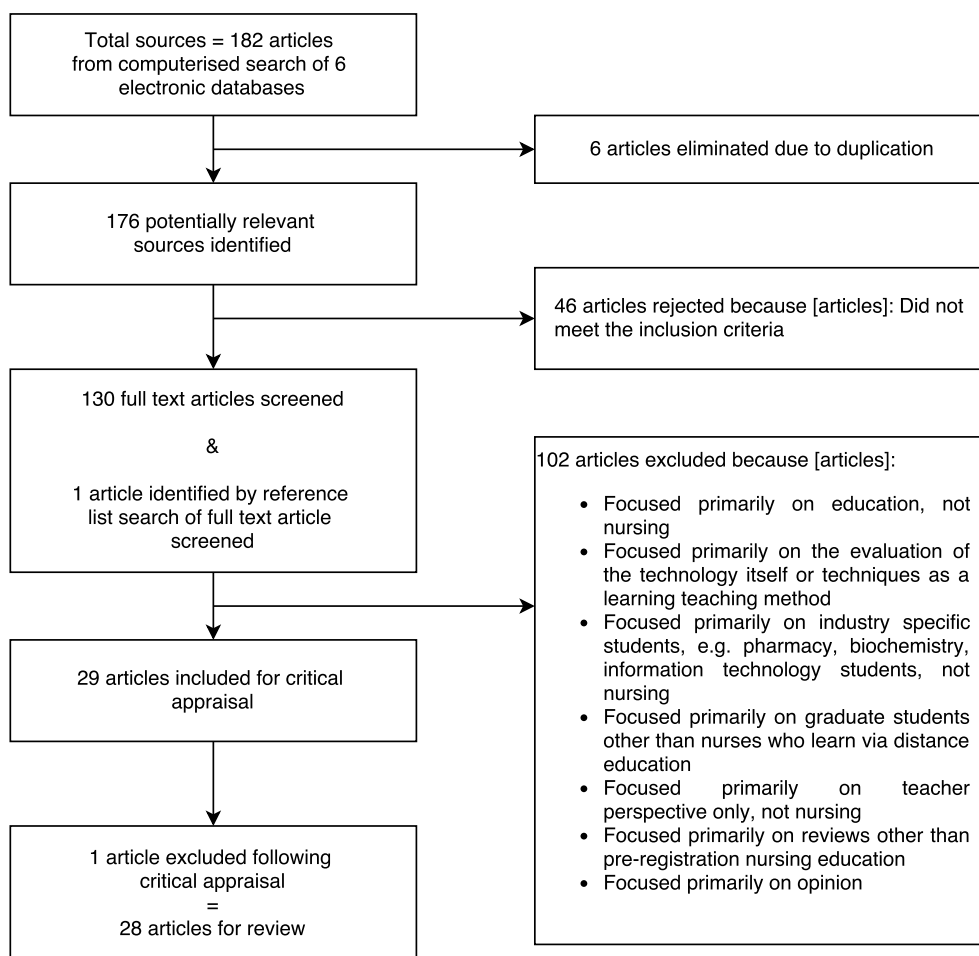 Total sources = 182 articles
from computerised search of 6
electronic databases
6 articles eliminated due to duplication
176 potentially relevant
sources identified
46 articles rejected because [articles]: Did not
meet the inclusion criteria
130 full text articles screened
&
1 article identified by reference
list search of full text article
screened
102 articles excluded because [articles]:
• Focused primarily on education, not
nursing
• Focused primarily on the evaluation of
the technology itself or techniques as a
learning teaching method
• Focused primarily on industry specific
students, e.g. pharmacy, biochemistry,
information technology students, not
nursing
• Focused primarily on graduate students
other than nurses who learn via distance
education
• Focused primarily on teacher
perspective only, not nursing
• Focused primarily on reviews other than
pre-registration nursing education
• Focused primarily on opinion
29 articles included for critical
appraisal
1 article excluded following
critical appraisal
=
28 articles for review